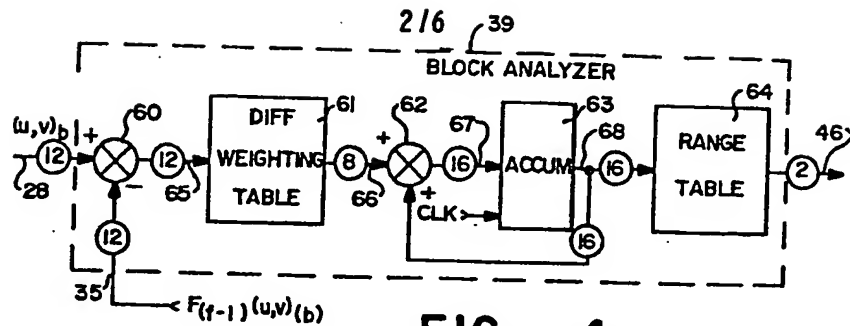 2/6
39
BLOCK ANALYZER
(u,v)b
+
60
12
12
DIFF
WEIGHTING
TABLE
61
8
+
62
67
16
63
ACCUM
68
16
64
RANGE
TABLE
2
46
28
−
65
66
+
CLK
16
12
35
F(f-1)(u,v)(b)